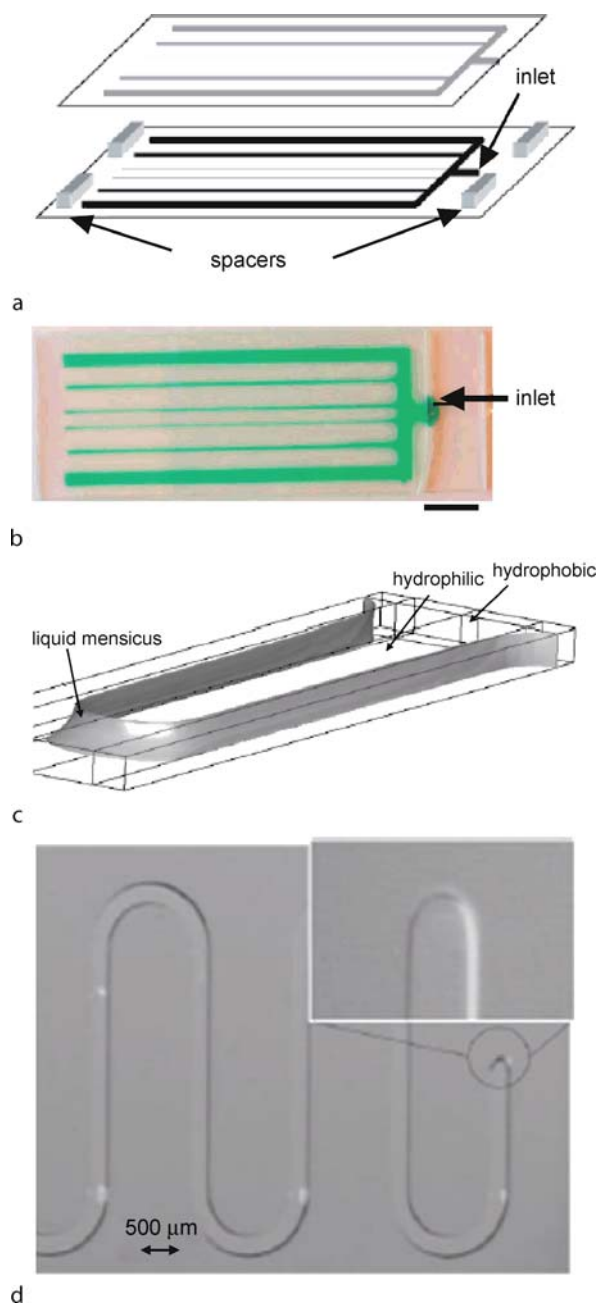 inlet
spacers
a
inlet
b
hydrophobic
hydrophilic
liquid mensicus
c
500 μm
d